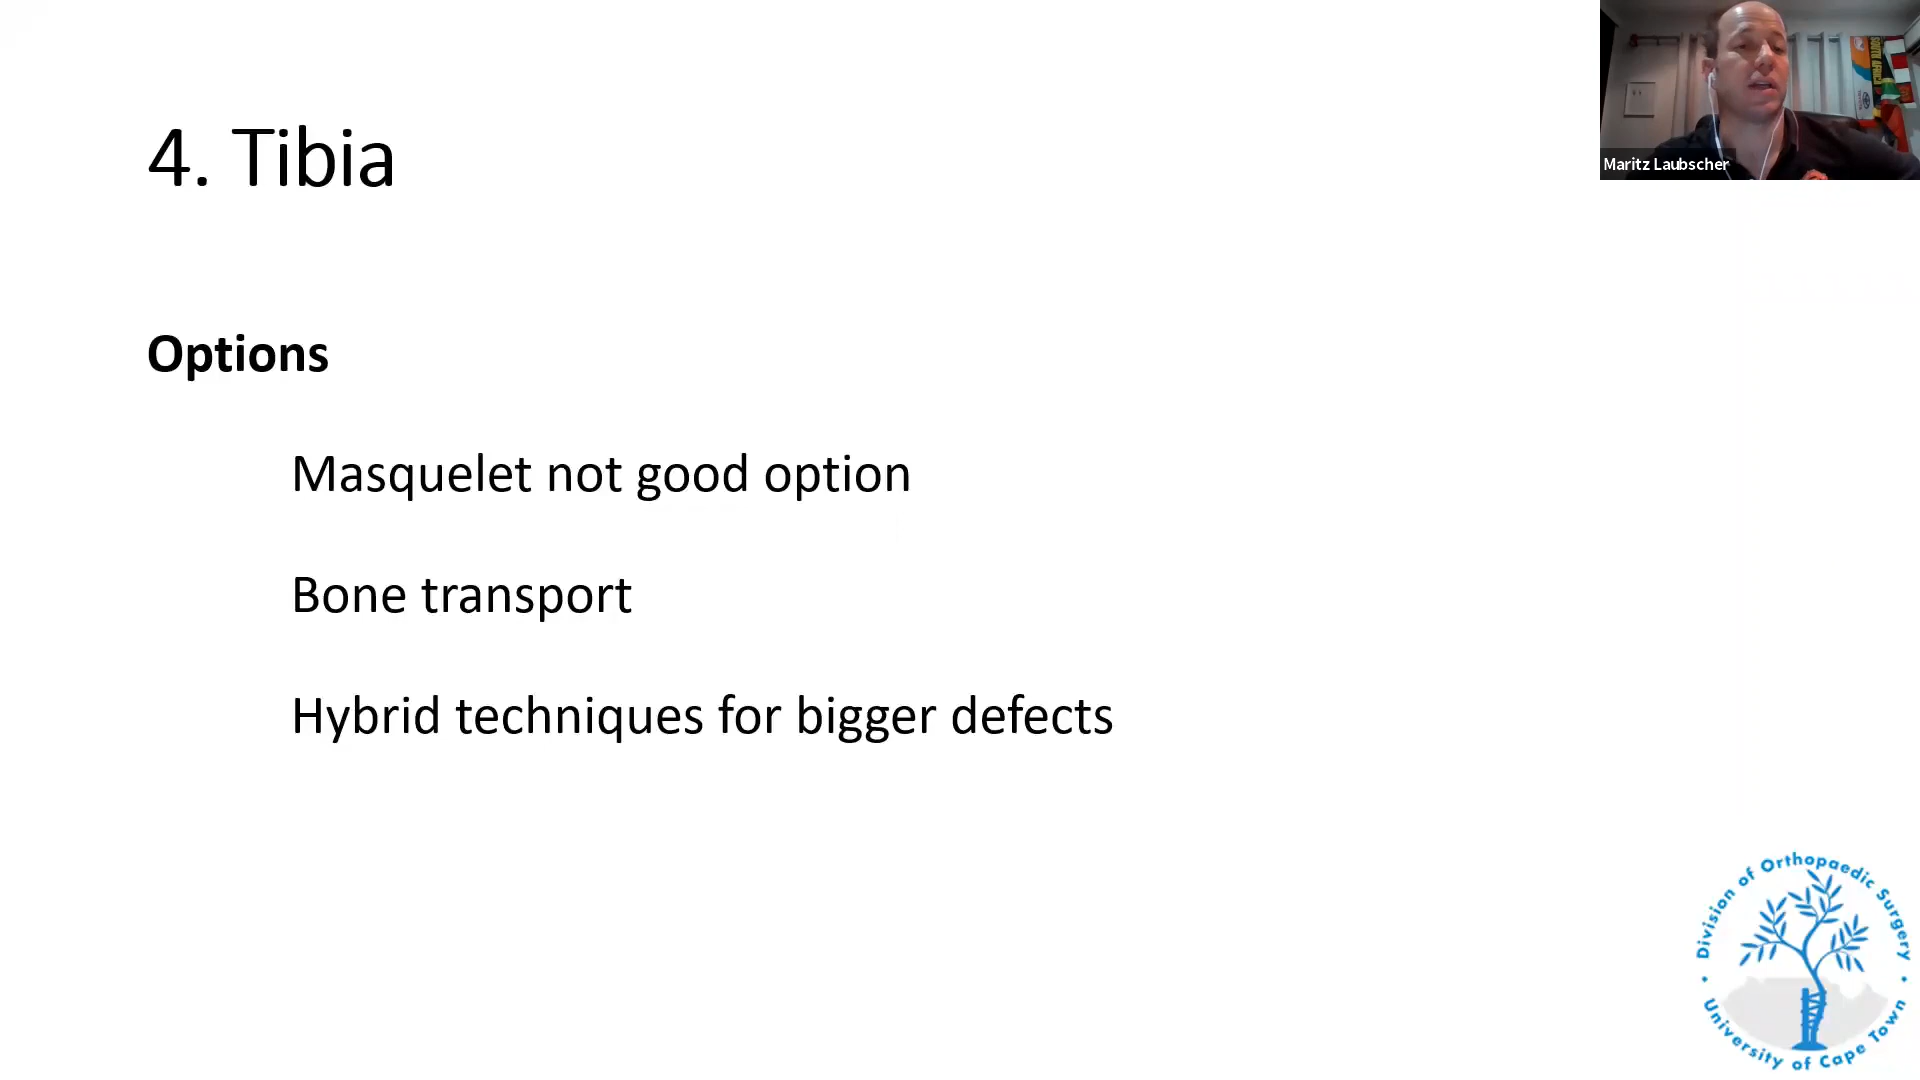 4. Tibia
Maritz Laubscher
Options
Masquelet not good option
Bone transport
Hybrid techniques for bigger defects
Division of Orthopaedic Surgery
University of Cape Town